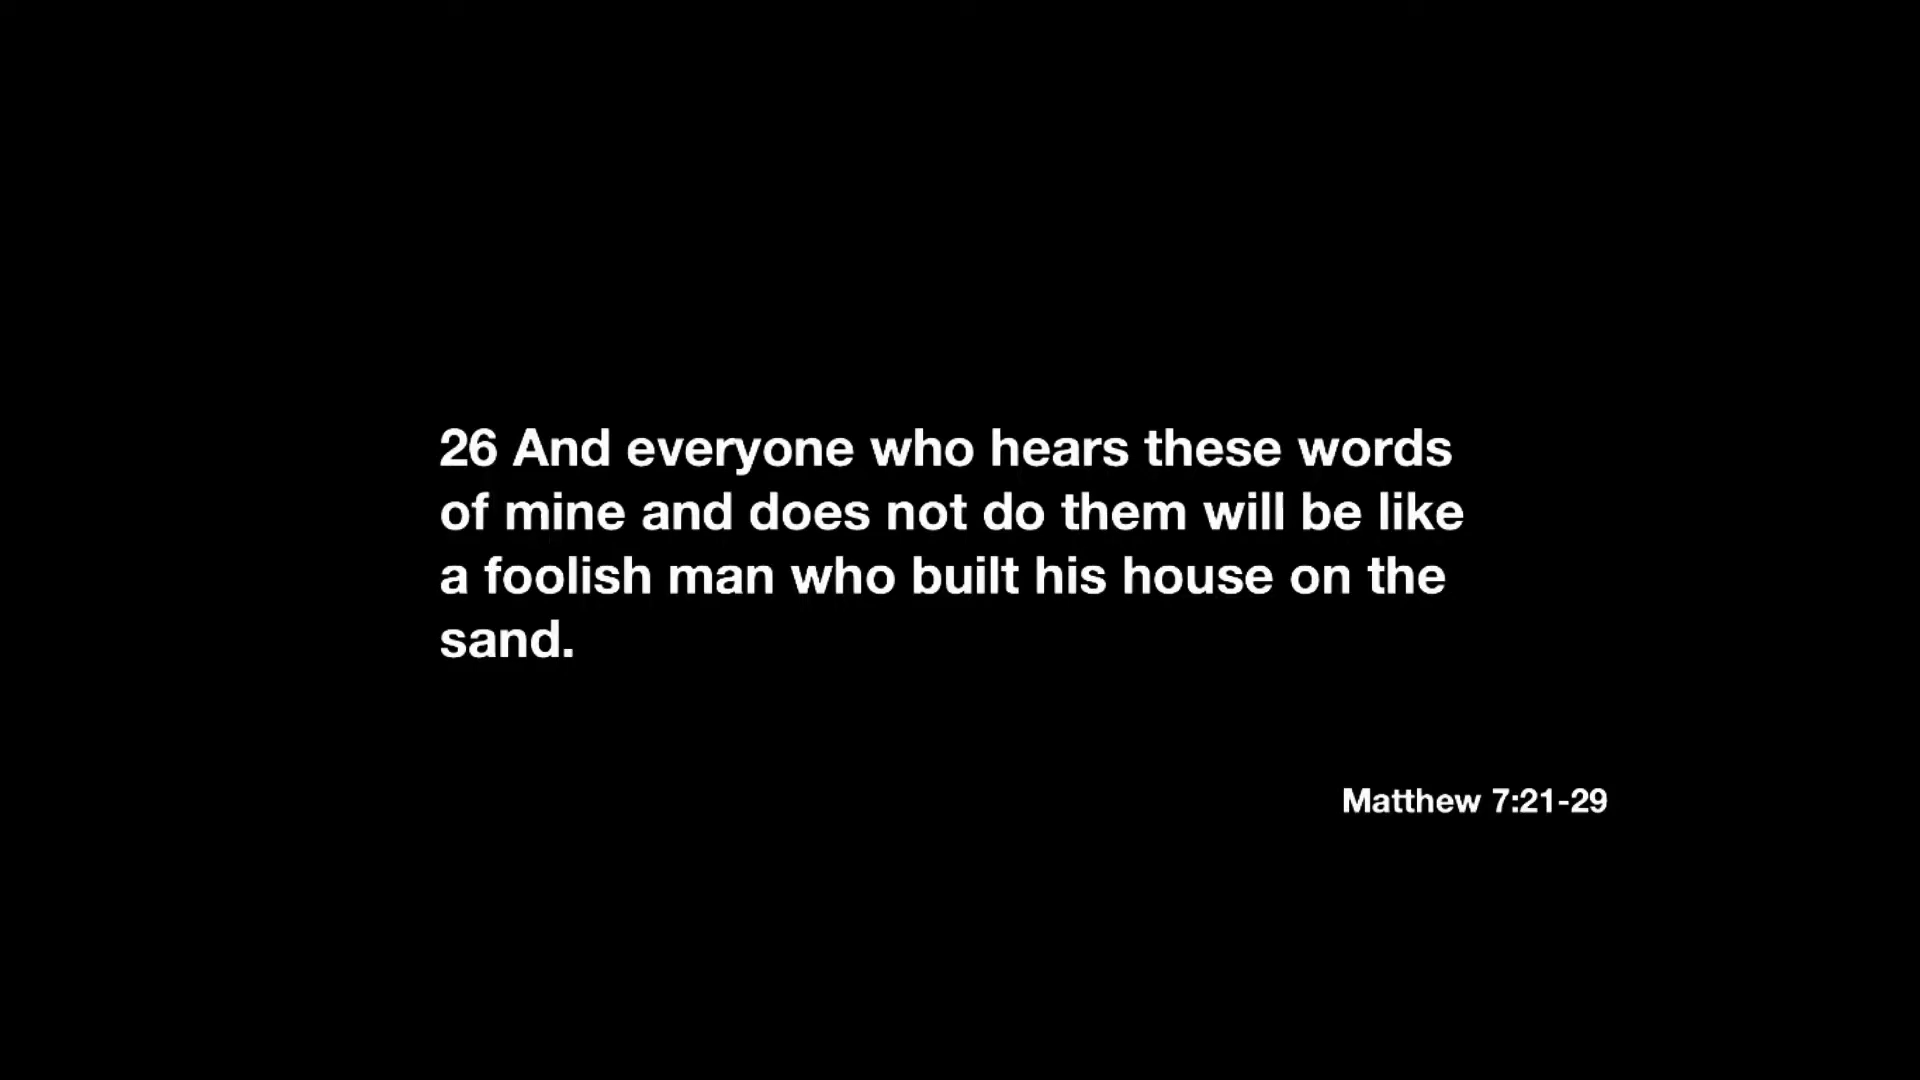 26 And everyone who hears these words
of mine and does not do them will be like
a foolish man who built his house on the
sand.
Matthew 7:21-29